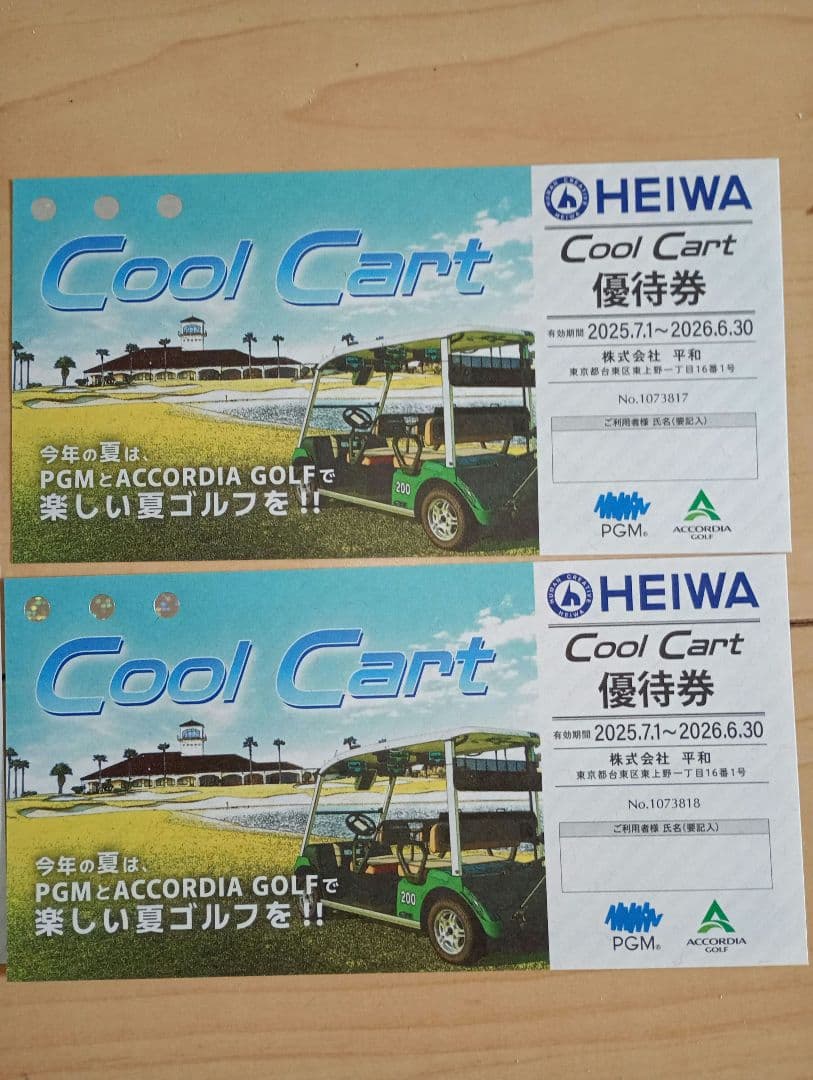 Cool Cart
今年の夏は、
PGMとACCORDIA GOLFで
楽しい夏ゴルフを!!
200
HUMAN CREATIVE
HEIWA
HEIWA
Cool Cart
優待券
有効期間 2025.7.1～2026.6.30
株式会社 平和
東京都台東区東上野一丁目16番1号
No.1073817
ご利用者様 氏名(要記入)
PGM®
ACCORDIA
GOLF
Cool Cart
今年の夏は、
PGMとACCORDIA GOLFで
楽しい夏ゴルフを!!
200
HUMAN CREATIVE
HEIWA
HEIWA
Cool Cart
優待券
有効期間 2025.7.1～2026.6.30
株式会社 平和
東京都台東区東上野一丁目16番1号
No.1073818
ご利用者様 氏名(要記入)
PGM®
ACCORDIA
GOLF